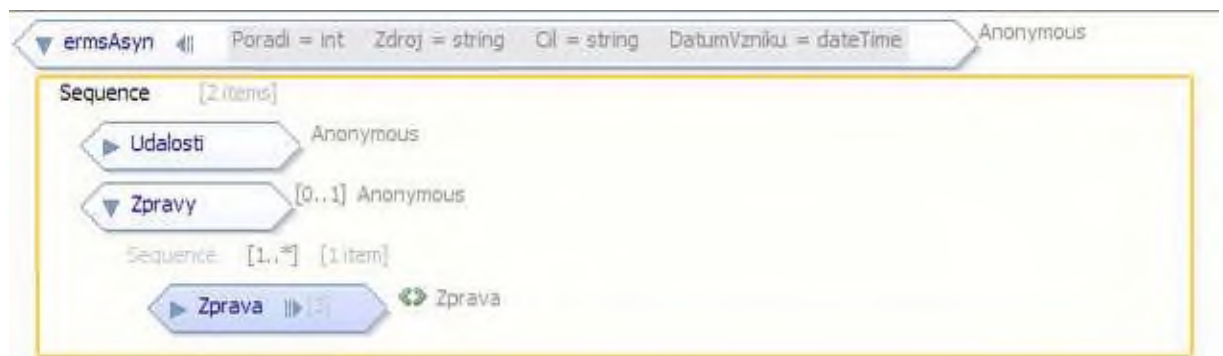 ermsAsyn Poradi = int Zdroj = string Cil = string DatumVzniku = dateTime Anonymous
Sequence [2 items]
Udalosti Anonymous
Zpravy [0..1] Anonymous
Sequence [1..*] [1 item]
Zprava [3] Zprava